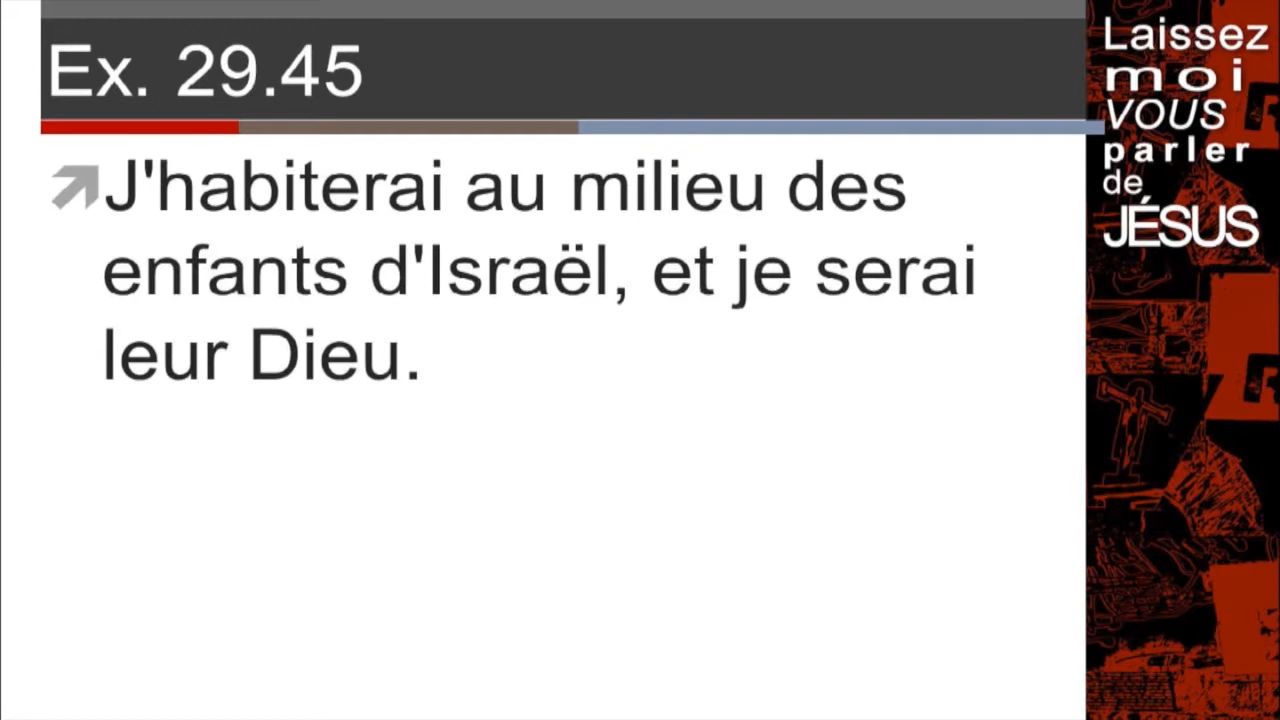 Ex. 29.45
J'habiterai au milieu des
enfants d'Israël, et je serai
leur Dieu.
Laissez
moi
vous
parler
de
JÉSUS